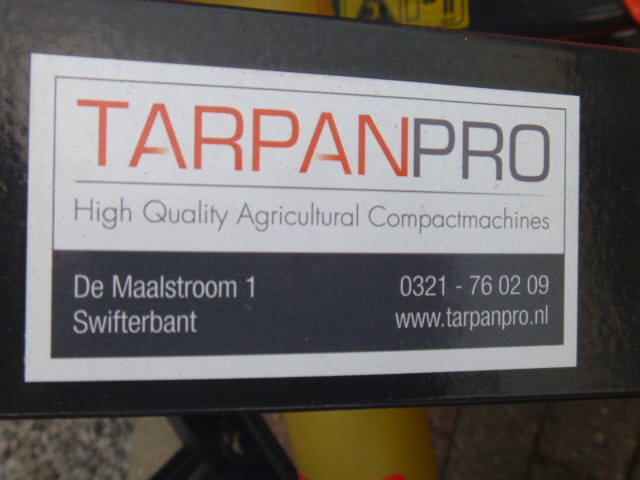 TARPANPRO
High Quality Agricultural Compactmachines
De Maalstroom 1 0321 - 76 02 09
Swifterbant www.tarpanpro.nl